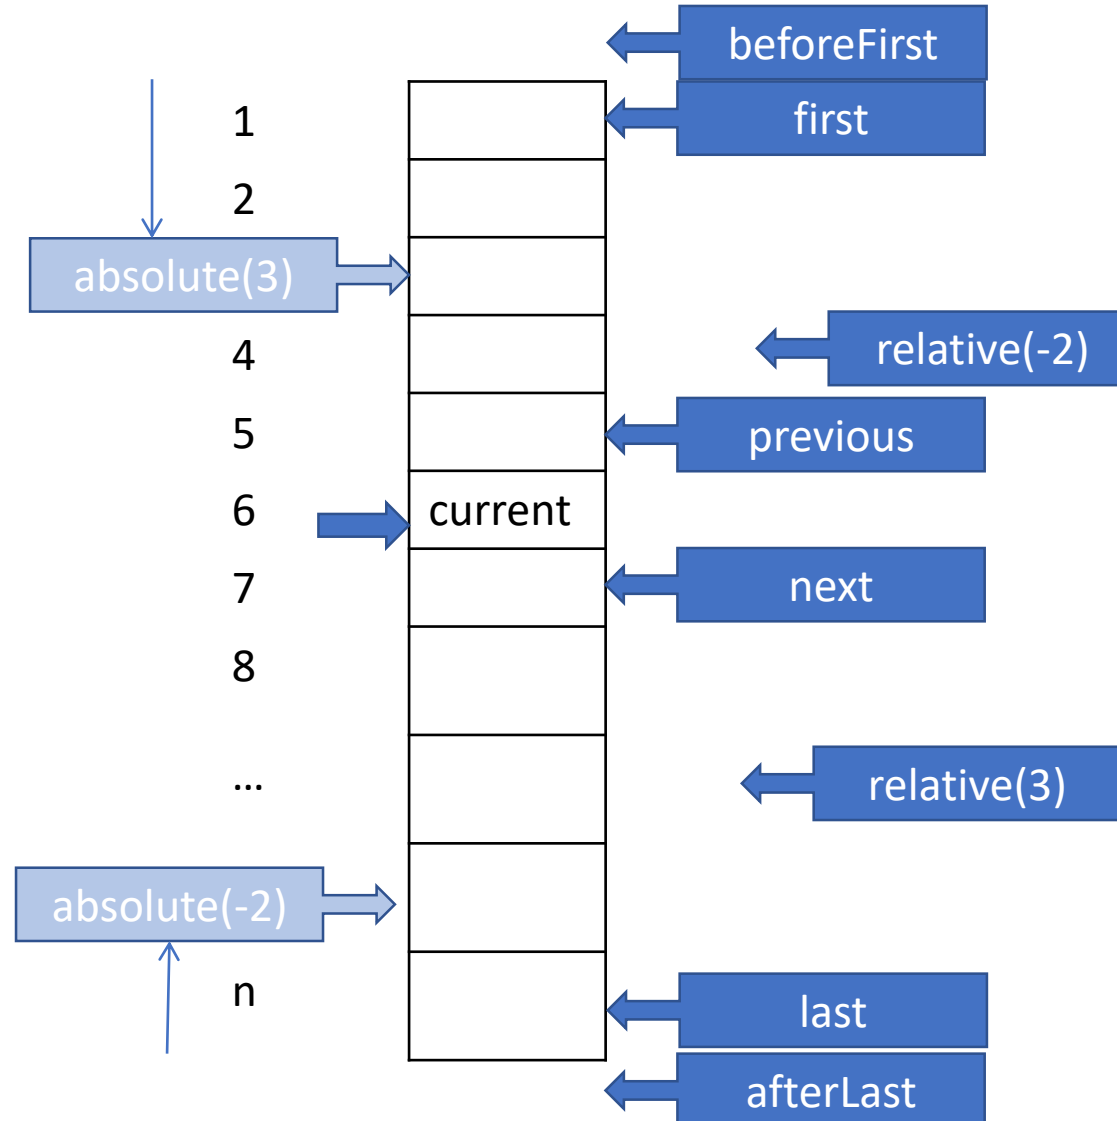 beforeFirst
1
first
2
absolute(3)
4
relative(-2)
5
previous
6
current
7
next
8
...
relative(3)
absolute(-2)
n
last
afterLast